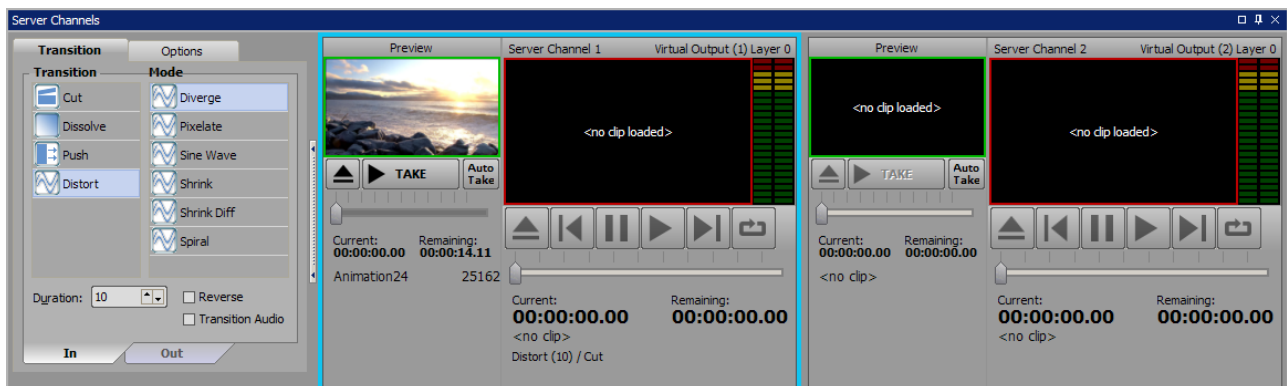 Server Channels
Transition Options
Transition Mode
Cut Diverge
Dissolve Pixelate
Push Sine Wave
Distort Shrink
Shrink Diff
Spiral
Duration: 10 Reverse
Transition Audio
In Out
Preview Server Channel 1 Virtual Output (1) Layer 0
<no clip loaded>
TAKE Auto Take
Current: Remaining:
00:00:00.00 00:00:14.11
Animation24 25162
Current: Remaining:
00:00:00.00 00:00:00.00
<no clip>
Distort (10) / Cut
Preview Server Channel 2 Virtual Output (2) Layer 0
<no clip loaded> <no clip loaded>
TAKE Auto Take
Current: Remaining:
00:00:00.00 00:00:00.00
<no clip>
Current: Remaining:
00:00:00.00 00:00:00.00
<no clip>